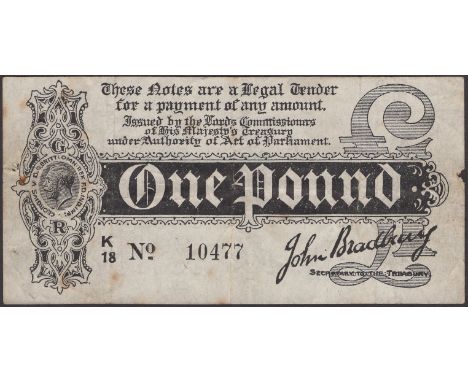 These Notes are a Legal Tender
for a payment of any amount.
Issued by the Lords Commissioners
of His Majesty's Treasury
under Authority of Act of Parliament.
£1
G
R
One Pound
K
18 No 10477
John Bradbury
SECRETARY TO THE TREASURY